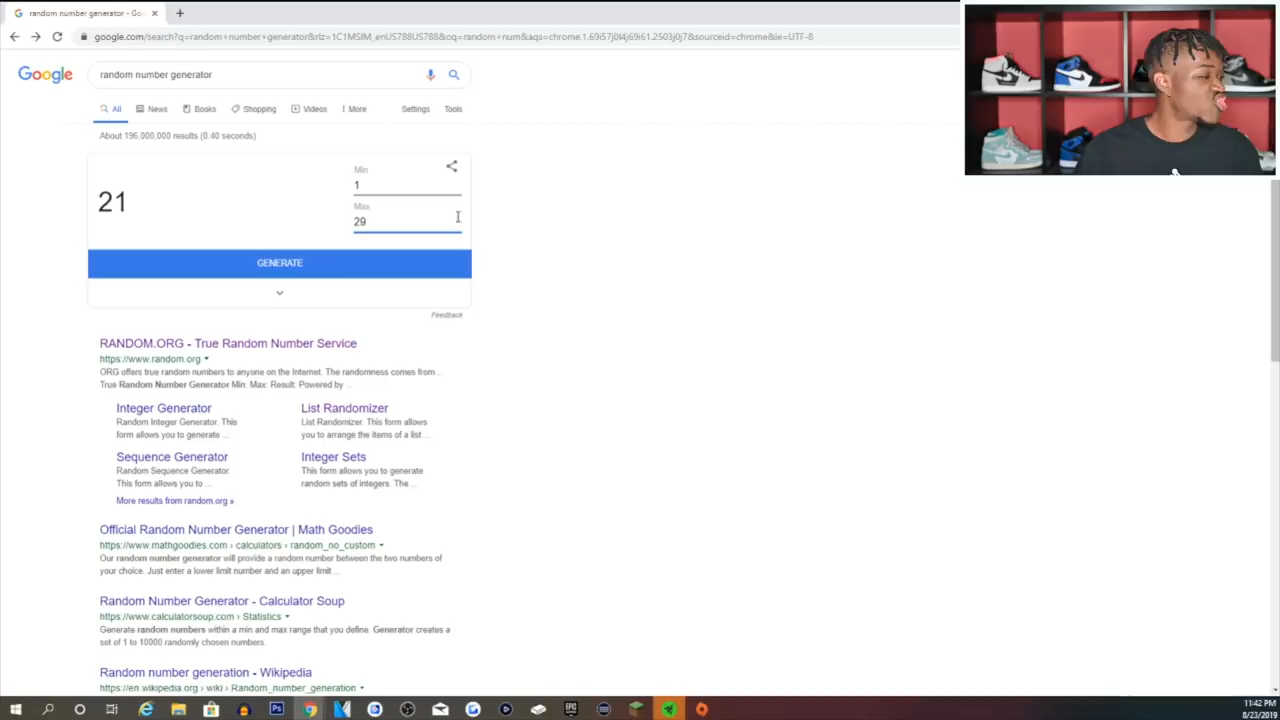 random number generator - Go
google.com/search?q=random+number+generator&rlz=1C1MSIM_enUS788US788&oq=random+num&aqs=chrome.1.69i57j0l4j69i61.2503j0j7&sourceid=chrome&ie=UTF-8
Google
random number generator
All News Books Shopping Videos More Settings Tools
About 196,000,000 results (0.40 seconds)
21
Min
1
Max
29
GENERATE
Feedback
RANDOM.ORG - True Random Number Service
https://www.random.org
ORG offers true random numbers to anyone on the Internet. The randomness comes from ...
True Random Number Generator Min: Max: Result: Powered by ...
Integer Generator
Random Integer Generator. This
form allows you to generate ...
List Randomizer
List Randomizer. This form allows
you to arrange the items of a list ...
Sequence Generator
Random Sequence Generator.
This form allows you to ...
Integer Sets
This form allows you to generate
random sets of integers. The ...
More results from random.org »
Official Random Number Generator | Math Goodies
https://www.mathgoodies.com › calculators › random_no_custom
Our random number generator will provide a random number between the two numbers of
your choice. Just enter a lower limit number and an upper limit ...
Random Number Generator - Calculator Soup
https://www.calculatorsoup.com › Statistics
Generate random numbers within a min and max range that you define. Generator creates a
set of 1 to 10000 randomly chosen numbers.
Random number generation - Wikipedia
https://en.wikipedia.org › wiki › Random_number_generation
Ps
EPIC
11:42 PM
8/23/2019